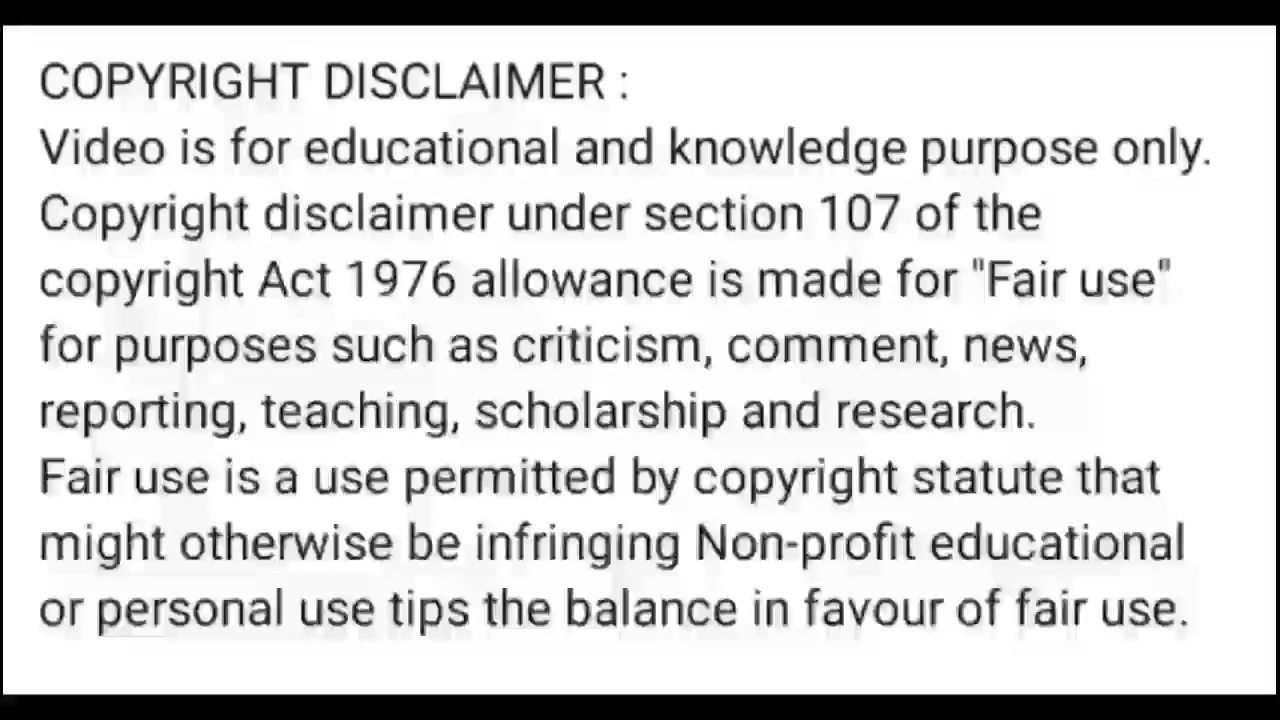 COPYRIGHT DISCLAIMER :
Video is for educational and knowledge purpose only.
Copyright disclaimer under section 107 of the
copyright Act 1976 allowance is made for "Fair use"
for purposes such as criticism, comment, news,
reporting, teaching, scholarship and research.
Fair use is a use permitted by copyright statute that
might otherwise be infringing Non-profit educational
or personal use tips the balance in favour of fair use.